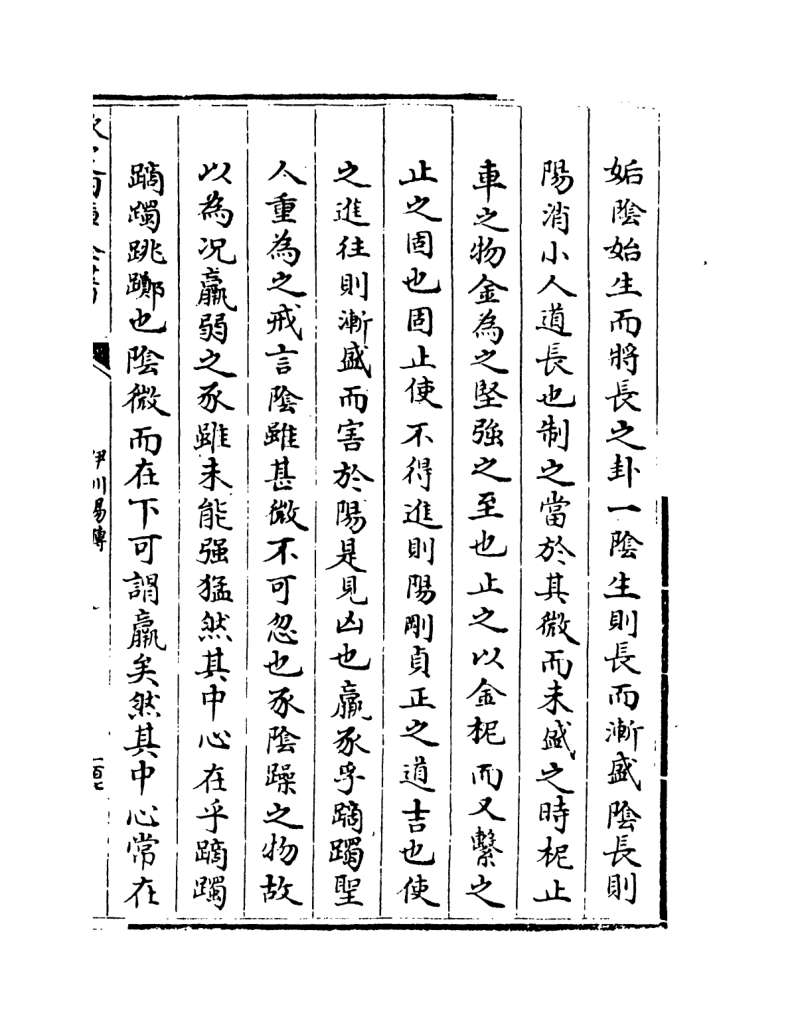 姤陰始生而將長之卦一陰生則長而漸盛陰長則
陽消小人道長也制之當於其微而未盛之時柅止
車之物金為之堅強之至也止之以金柅而又繫之
止之固也固止使不得進則陽剛貞正之道吉也使
之進往則漸盛而害於陽是見凶也羸豕孚蹢躅聖
人重為之戒言陰雖甚微不可忽也豕陰躁之物故
以為况羸弱之豕雖未能强猛然其中心在乎蹢躅
蹢躅跳躑也陰微而在下可謂羸矣然其中心常在
伊川易傳